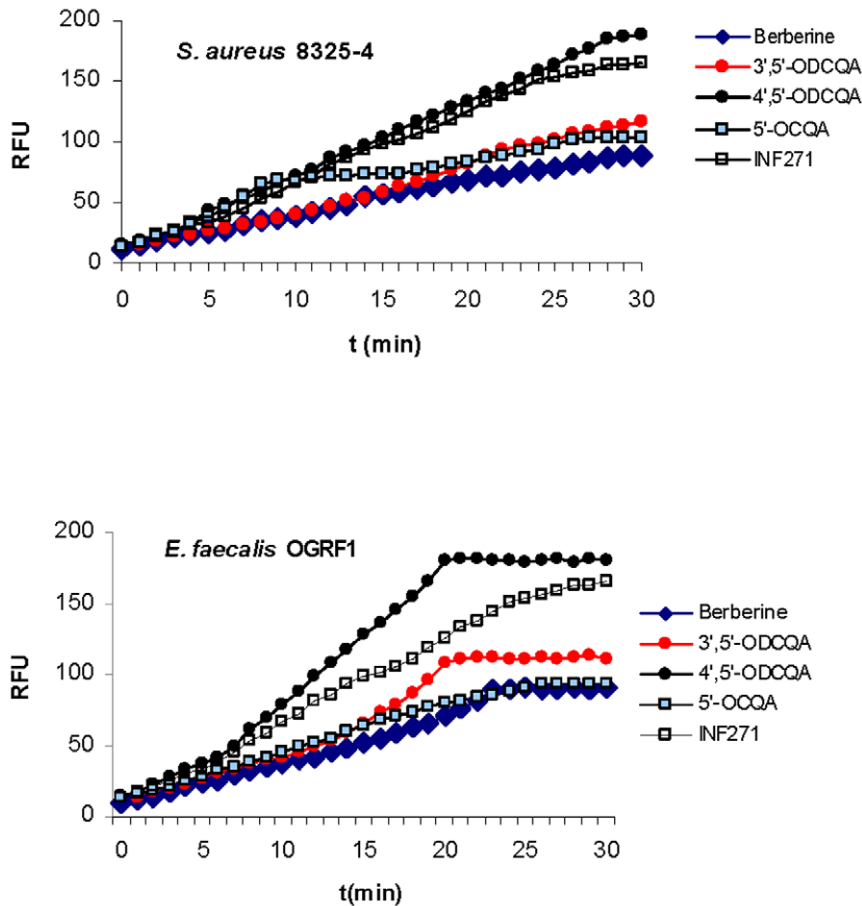 S. aureus 8325-4
200
150
100
50
0
RFU
0 5 10 15 20 25 30
t (min)
Berberine
3',5'-ODCQA
4',5'-ODCQA
5'-OCQA
INF271
E. faecalis OGRF1
200
150
100
50
0
RFU
0 5 10 15 20 25 30
t(min)
Berberine
3',5'-ODCQA
4',5'-ODCQA
5'-OCQA
INF271